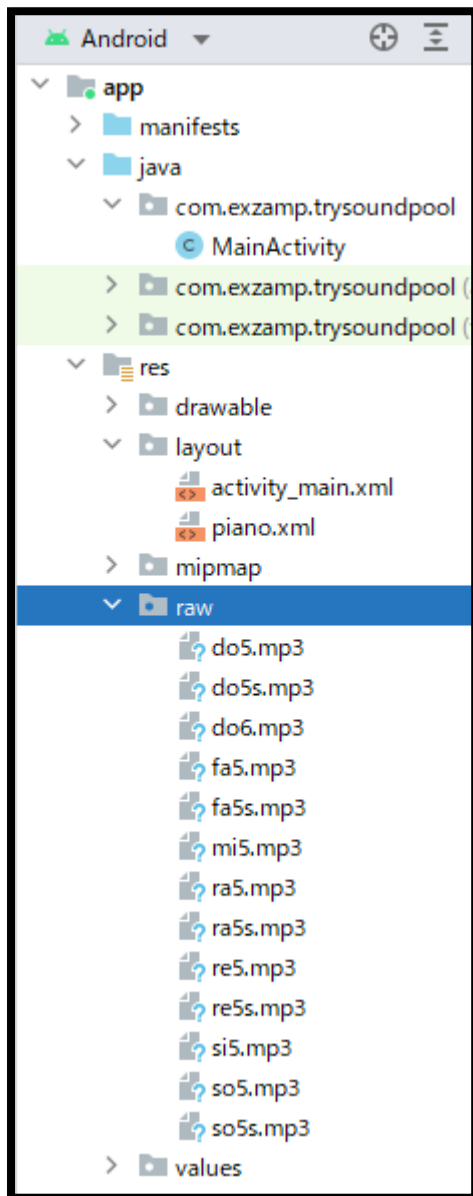 Android
app
manifests
java
com.exzamp.trysoundpool
C MainActivity
com.exzamp.trysoundpool (
com.exzamp.trysoundpool (
res
drawable
layout
activity_main.xml
piano.xml
mipmap
raw
do5.mp3
do5s.mp3
do6.mp3
fa5.mp3
fa5s.mp3
mi5.mp3
ra5.mp3
ra5s.mp3
re5.mp3
re5s.mp3
si5.mp3
so5.mp3
so5s.mp3
values